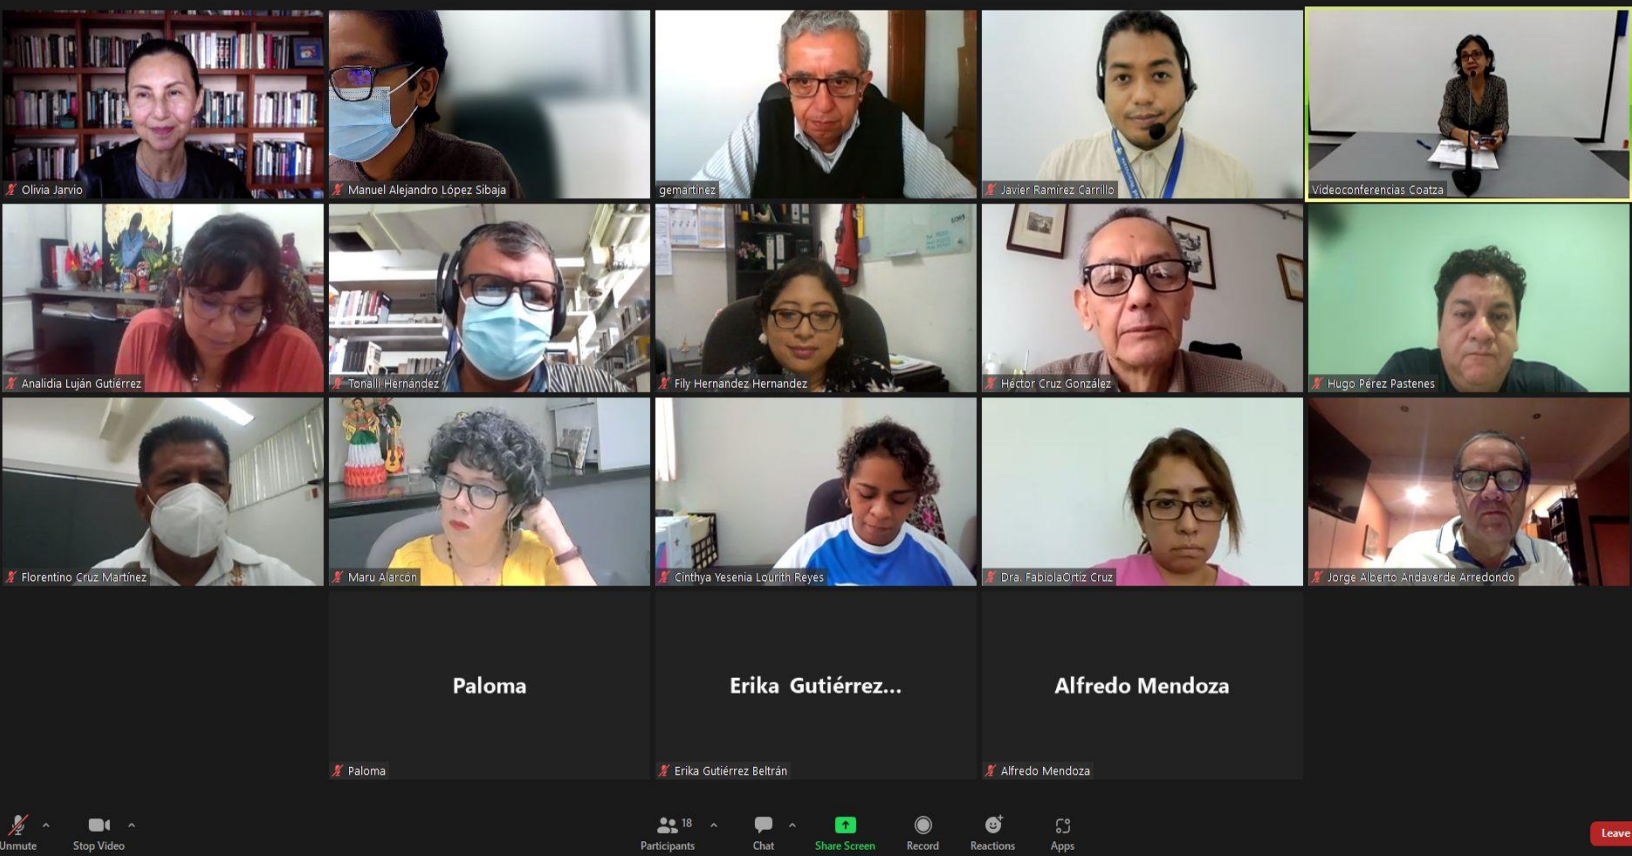 Olivia Jarvio
Manuel Alejandro López Sibaja
gemartinez
Javier Ramírez Carrillo
Videoconferencias Coatza
Analidia Luján Gutiérrez
Tonalli Hernández
Fily Hernandez Hernandez
Héctor Cruz González
Hugo Pérez Pastenes
Florentino Cruz Martínez
Maru Alarcón
Cinthya Yesenia Lourith Reyes
Dra. FabiolaOrtiz Cruz
Jorge Alberto Andaverde Arredondo
Paloma
Erika Gutiérrez...
Alfredo Mendoza
Paloma
Erika Gutiérrez Beltrán
Alfredo Mendoza
Unmute
Stop Video
18
Participants
Chat
Share Screen
Record
Reactions
Apps
Leave